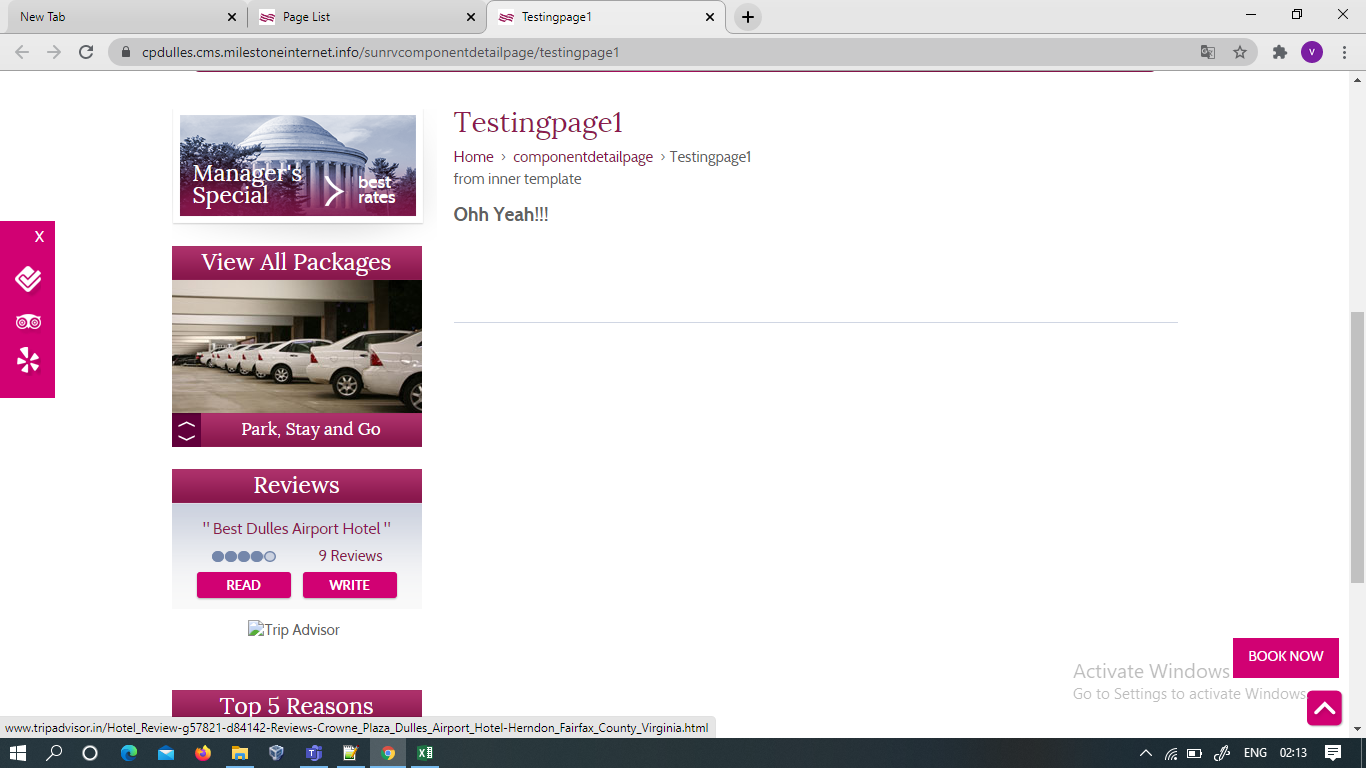 New Tab
Page List
Testingpage1
cpdulles.cms.milestoneinternet.info/sunrvcomponentdetailpage/testingpage1
V
Manager's
Special
best
rates
X
View All Packages
Park, Stay and Go
Reviews
" Best Dulles Airport Hotel "
9 Reviews
READ
WRITE
Trip Advisor
Top 5 Reasons
Testingpage1
Home › componentdetailpage › Testingpage1
from inner template
Ohh Yeah!!!
BOOK NOW
Activate Windows
Go to Settings to activate Windows.
www.tripadvisor.in/Hotel_Review-g57821-d84142-Reviews-Crowne_Plaza_Dulles_Airport_Hotel-Herndon_Fairfax_County_Virginia.html
ENG
02:13